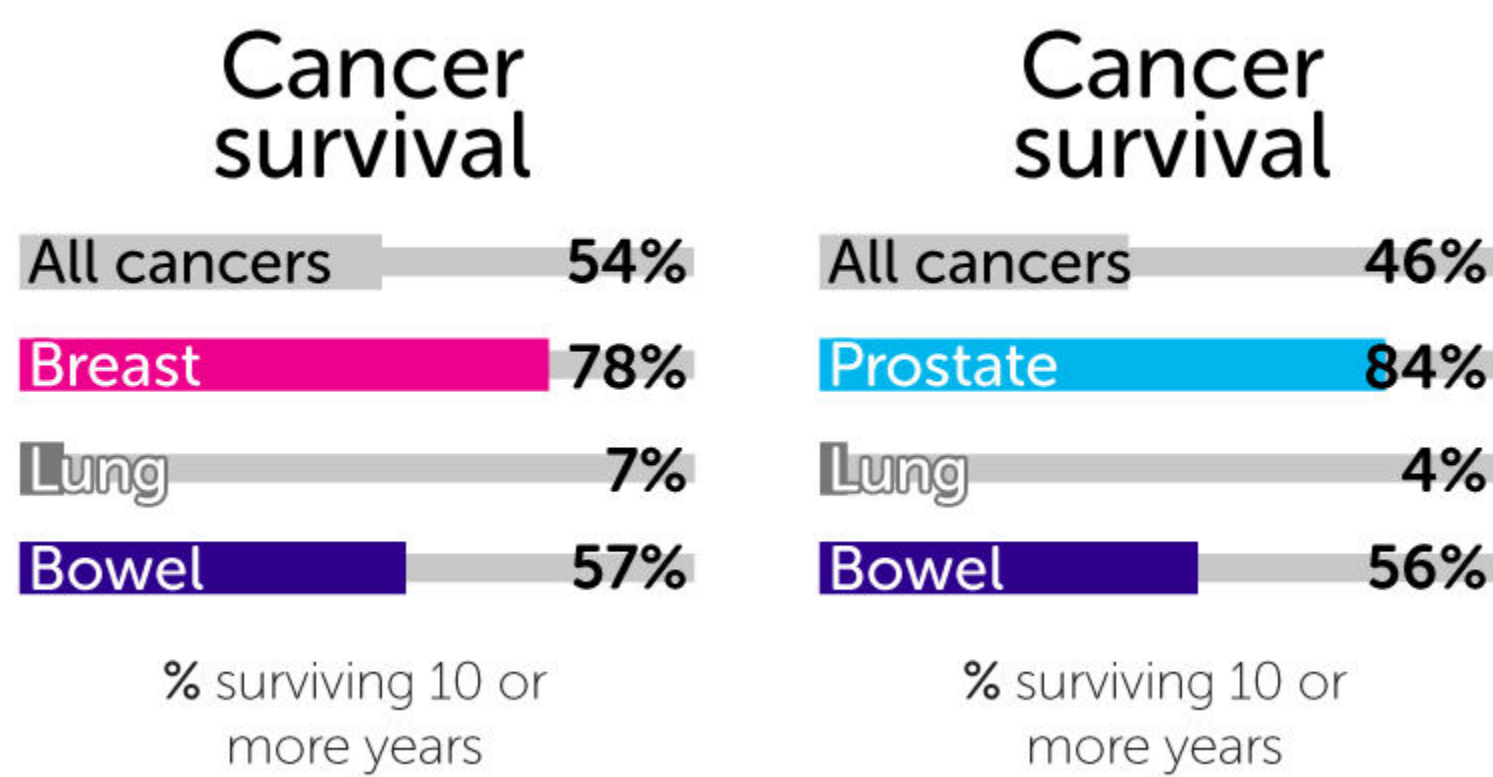 Cancer
survival
All cancers 54%
Breast 78%
Lung 7%
Bowel 57%
% surviving 10 or
more years
Cancer
survival
All cancers 46%
Prostate 84%
Lung 4%
Bowel 56%
% surviving 10 or
more years